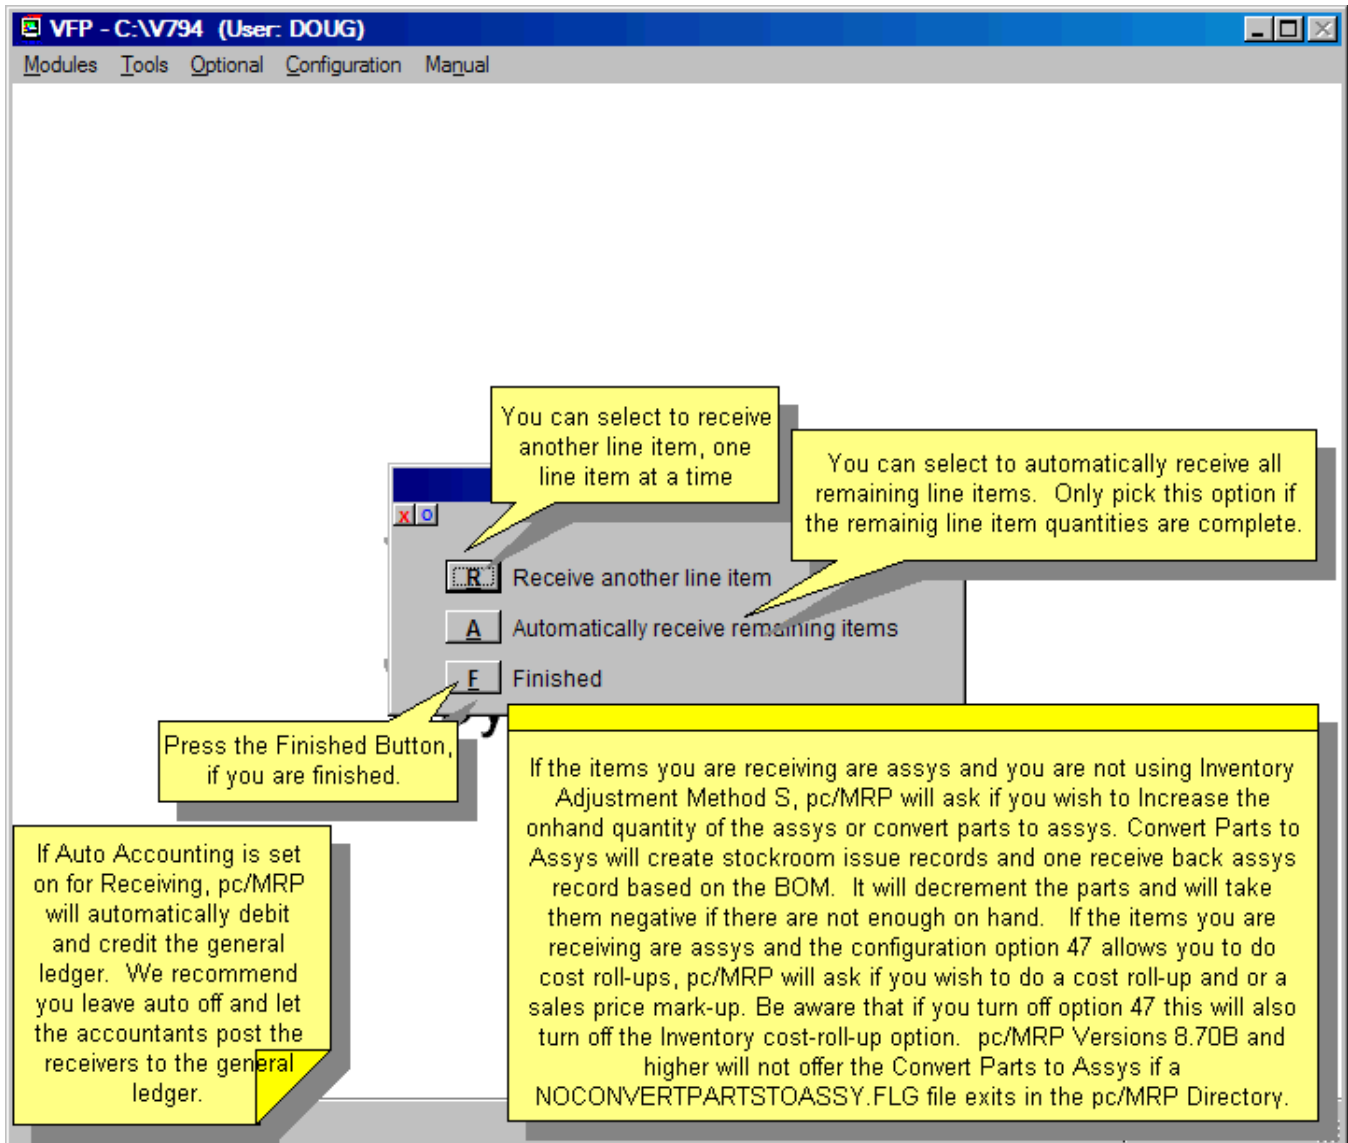 VFP - C:\V794 (User: DOUG)
Modules Tools Optional Configuration Manual
You can select to receive
another line item, one
line item at a time
You can select to automatically receive all
remaining line items. Only pick this option if
the remainig line item quantities are complete.
X O
R Receive another line item
A Automatically receive remaining items
F Finished
Press the Finished Button,
if you are finished.
If Auto Accounting is set
on for Receiving, pc/MRP
will automatically debit
and credit the general
ledger. We recommend
you leave auto off and let
the accountants post the
receivers to the general
ledger.
If the items you are receiving are assys and you are not using Inventory
Adjustment Method S, pc/MRP will ask if you wish to Increase the
onhand quantity of the assys or convert parts to assys. Convert Parts to
Assys will create stockroom issue records and one receive back assys
record based on the BOM. It will decrement the parts and will take
them negative if there are not enough on hand. If the items you are
receiving are assys and the configuration option 47 allows you to do
cost roll-ups, pc/MRP will ask if you wish to do a cost roll-up and or a
sales price mark-up. Be aware that if you turn off option 47 this will also
turn off the Inventory cost-roll-up option. pc/MRP Versions 8.70B and
higher will not offer the Convert Parts to Assys if a
NOCONVERTPARTSTOASSY.FLG file exits in the pc/MRP Directory.